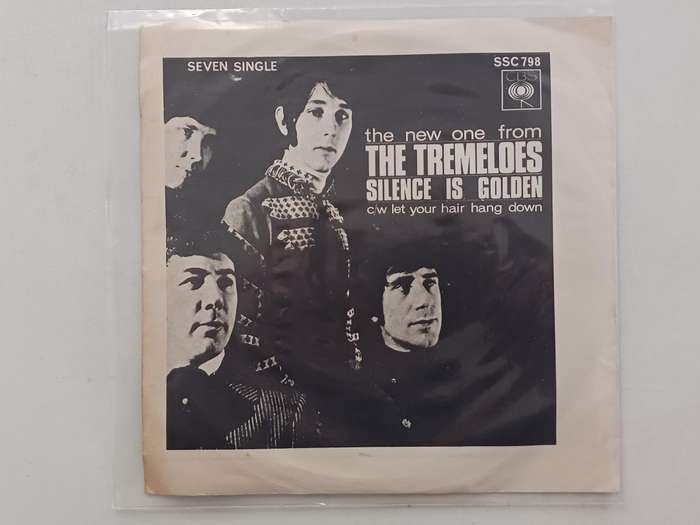 SEVEN SINGLE
SSC 798
CBS
the new one from
THE TREMELOES
SILENCE IS GOLDEN
c/w let your hair hang down